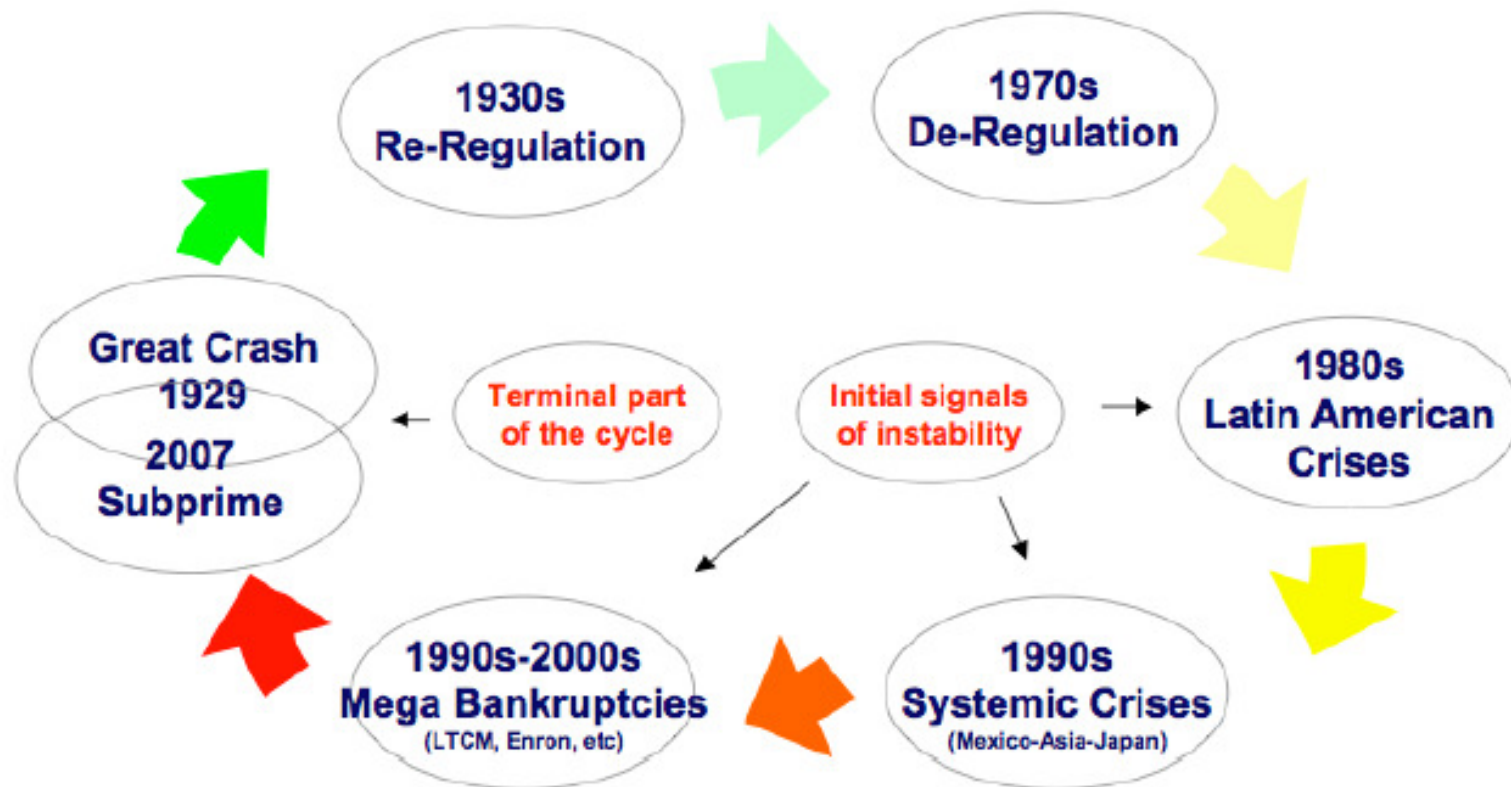 1930s
Re-Regulation
1970s
De-Regulation
Great Crash
1929
2007
Subprime
Terminal part
of the cycle
Initial signals
of instability
1980s
Latin American
Crises
1990s-2000s
Mega Bankruptcies
(LTCM, Enron, etc)
1990s
Systemic Crises
(Mexico-Asia-Japan)